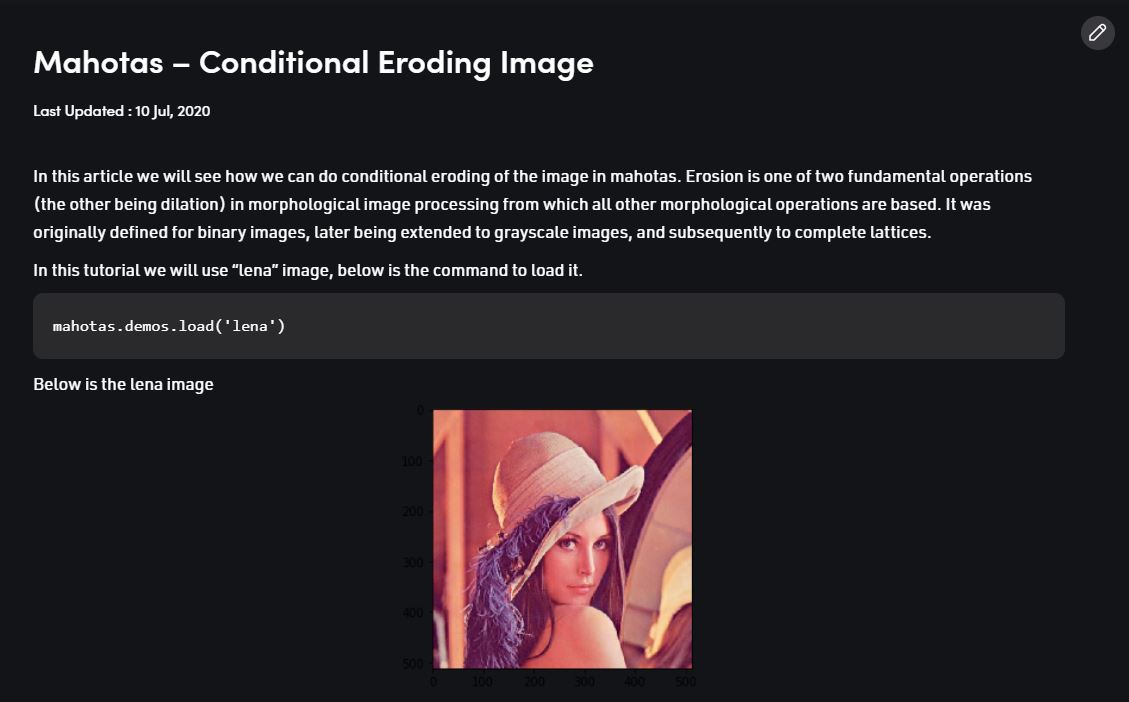 Mahotas – Conditional Eroding Image
Last Updated : 10 Jul, 2020
In this article we will see how we can do conditional eroding of the image in mahotas. Erosion is one of two fundamental operations
(the other being dilation) in morphological image processing from which all other morphological operations are based. It was
originally defined for binary images, later being extended to grayscale images, and subsequently to complete lattices.
In this tutorial we will use “lena” image, below is the command to load it.
mahotas.demos.load('lena')
Below is the lena image
0
100
200
300
400
500
0 100 200 300 400 500